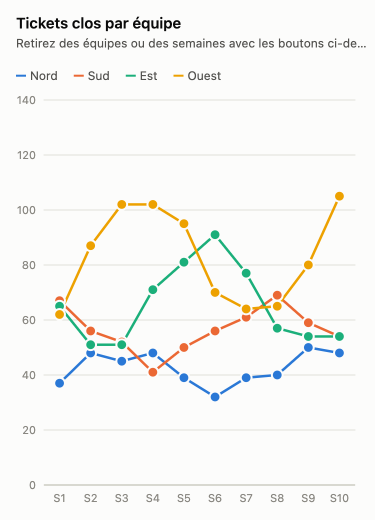 Tickets clos par équipe
Retirez des équipes ou des semaines avec les boutons ci-de…
Nord Sud Est Ouest
140
120
100
80
60
40
20
0
S1 S2 S3 S4 S5 S6 S7 S8 S9 S10